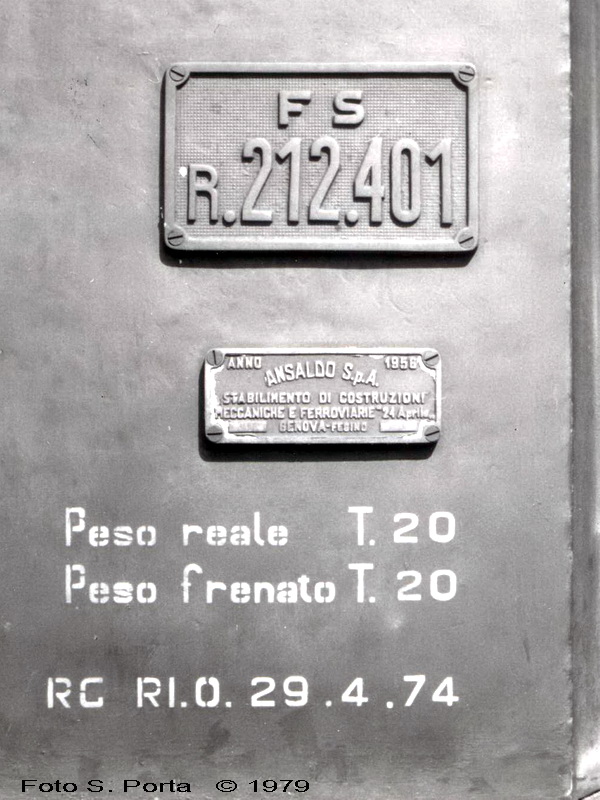 FS
R.212.401
ANNO 1956
ANSALDO S.p.A.
STABILIMENTO DI COSTRUZIONI
MECCANICHE E FERROVIARIE "24 Aprile"
GENOVA-FEGINO
Peso reale T. 20
Peso frenato T. 20
RG RI.O. 29.4.74
Foto S. Porta © 1979